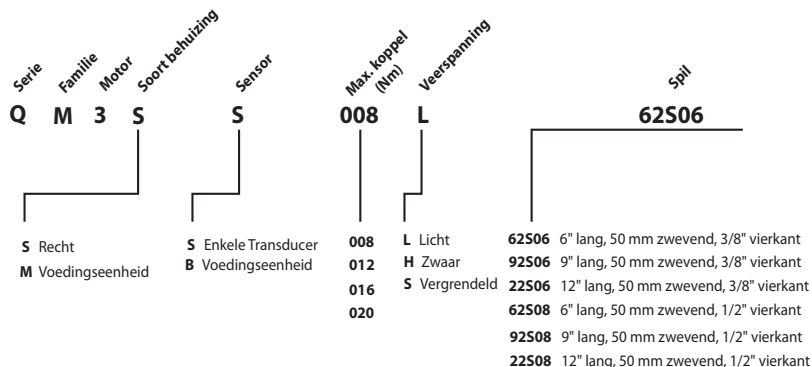 Serie Familie Motor Soort behuizing Sensor Max. koppel (Nm) Veerspanning Spil
Q M 3 S S 008 L 62S06
S Recht
M Voedingseenheid
S Enkele Transducer
B Voedingseenheid
008
012
016
020
L Licht
H Zwaar
S Vergrendeld
62S06 6" lang, 50 mm zwevend, 3/8" vierkant
92S06 9" lang, 50 mm zwevend, 3/8" vierkant
22S06 12" lang, 50 mm zwevend, 3/8" vierkant
62S08 6" lang, 50 mm zwevend, 1/2" vierkant
92S08 9" lang, 50 mm zwevend, 1/2" vierkant
22S08 12" lang, 50 mm zwevend, 1/2" vierkant